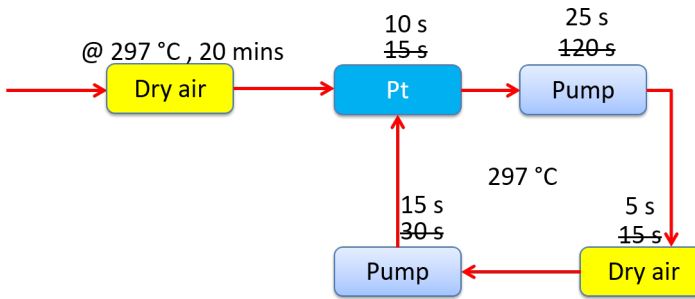 @ 297 °C , 20 mins
Dry air
10 s
15 s
Pt
25 s
120 s
Pump
297 °C
5 s
15 s
Dry air
15 s
30 s
Pump